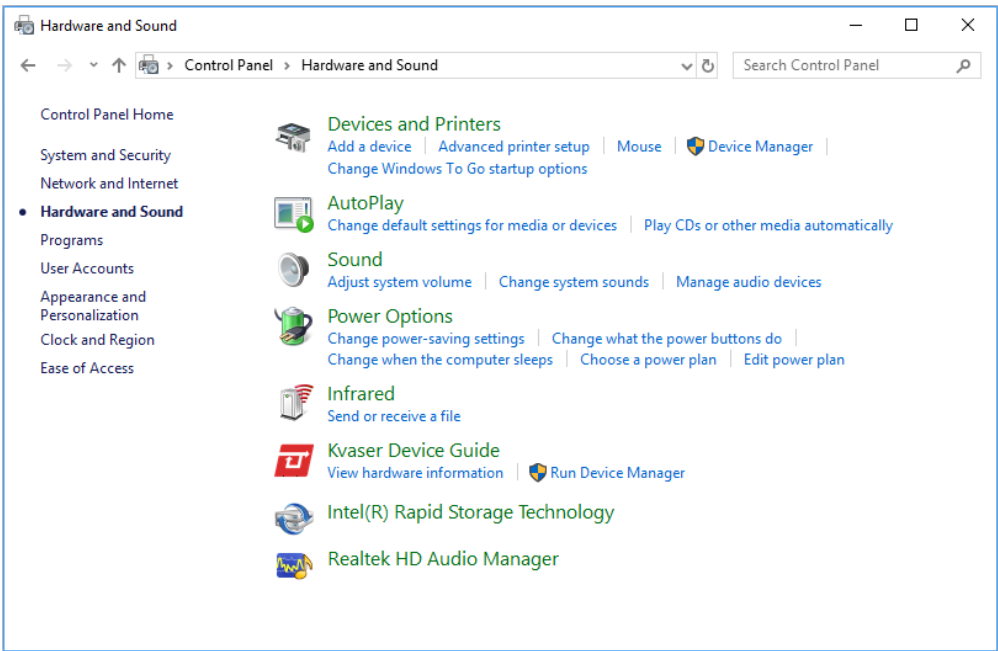 Hardware and Sound
Control Panel > Hardware and Sound
Search Control Panel
Control Panel Home
System and Security
Network and Internet
Hardware and Sound
Programs
User Accounts
Appearance and
Personalization
Clock and Region
Ease of Access
Devices and Printers
Add a device | Advanced printer setup | Mouse | Device Manager |
Change Windows To Go startup options
AutoPlay
Change default settings for media or devices | Play CDs or other media automatically
Sound
Adjust system volume | Change system sounds | Manage audio devices
Power Options
Change power-saving settings | Change what the power buttons do |
Change when the computer sleeps | Choose a power plan | Edit power plan
Infrared
Send or receive a file
Kvaser Device Guide
View hardware information | Run Device Manager
Intel(R) Rapid Storage Technology
Realtek HD Audio Manager